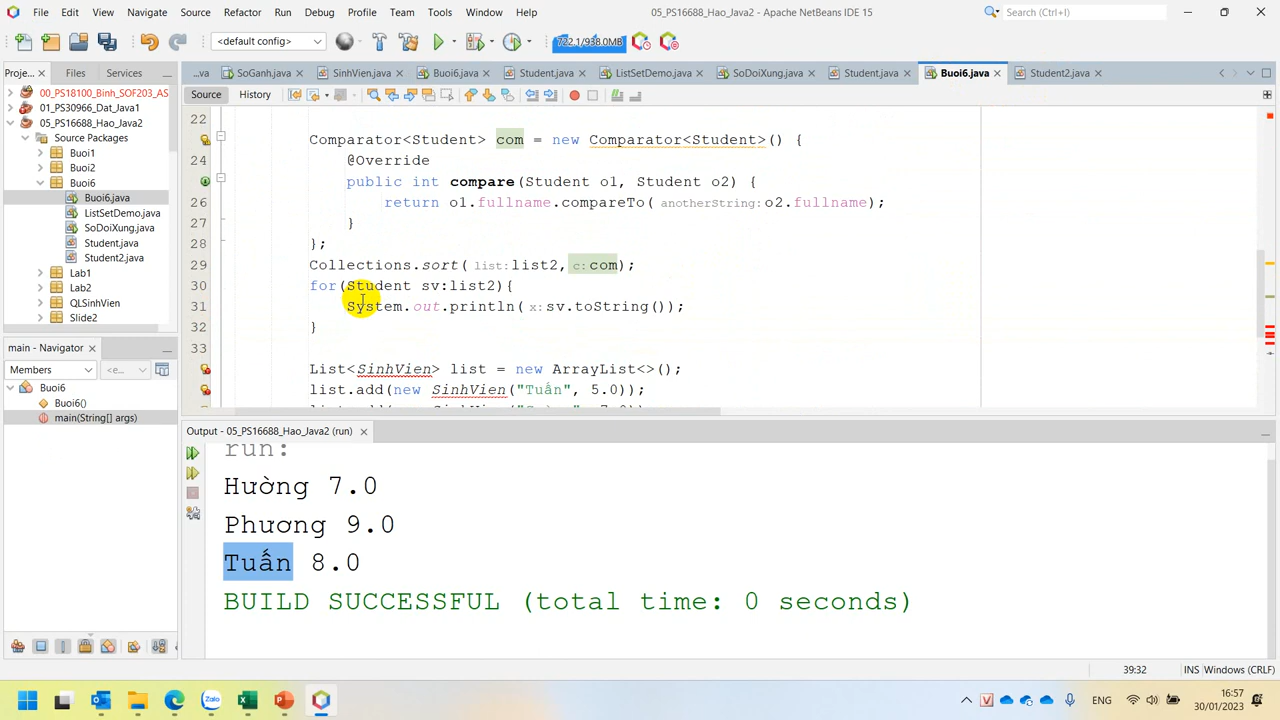 File Edit View Navigate Source Refactor Run Debug Profile Team Tools Window Help
05_PS16688_Hao_Java2 - Apache NetBeans IDE 15
Search (Ctrl+I)
<default config>
722.1/938.0MB
Proje...
Files
Services
...va
SoGanh.java
SinhVien.java
Buoi6.java
Student.java
ListSetDemo.java
SoDoiXung.java
Student.java
Buoi6.java
Student2.java
Source
History
00_PS18100_Binh_SOF203_AS
01_PS30966_Dat_Java1
05_PS16688_Hao_Java2
Source Packages
Buoi1
Buoi2
Buoi6
Buoi6.java
ListSetDemo.java
SoDoiXung.java
Student.java
Student2.java
Lab1
Lab2
QLSinhVien
Slide2
22
Comparator<Student> com = new Comparator<Student>() {
24 @Override
public int compare(Student o1, Student o2) {
26 return o1.fullname.compareTo( anotherString: o2.fullname);
27 }
28 };
29 Collections.sort( list: list2, c: com);
30 for(Student sv:list2){
31 System.out.println( x: sv.toString());
32 }
33
List<SinhVien> list = new ArrayList<>();
list.add(new SinhVien("Tuấn", 5.0));
main - Navigator
Members
<e...
Buoi6
Buoi6()
main(String[] args)
Output - 05_PS16688_Hao_Java2 (run)
run:
Hường 7.0
Phương 9.0
Tuấn 8.0
BUILD SUCCESSFUL (total time: 0 seconds)
39:32
INS
Windows (CRLF)
Zalo
ENG
16:57
30/01/2023